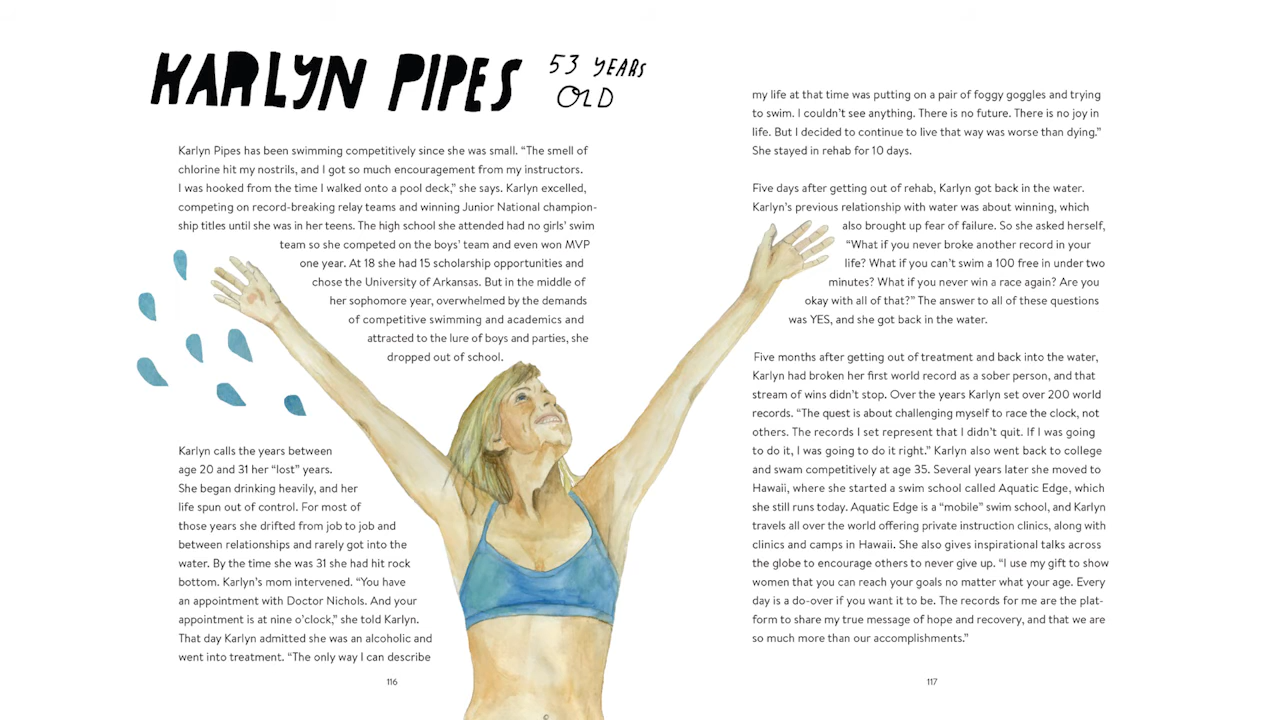 KARLYN PIPES
53 YEARS
OLD
Karlyn Pipes has been swimming competitively since she was small. “The smell of
chlorine hit my nostrils, and I got so much encouragement from my instructors.
I was hooked from the time I walked onto a pool deck,” she says. Karlyn excelled,
competing on record-breaking relay teams and winning Junior National champion-
ship titles until she was in her teens. The high school she attended had no girls’ swim
team so she competed on the boys’ team and even won MVP
one year. At 18 she had 15 scholarship opportunities and
chose the University of Arkansas. But in the middle of
her sophomore year, overwhelmed by the demands
of competitive swimming and academics and
attracted to the lure of boys and parties, she
dropped out of school.
Karlyn calls the years between
age 20 and 31 her “lost” years.
She began drinking heavily, and her
life spun out of control. For most of
those years she drifted from job to job and
between relationships and rarely got into the
water. By the time she was 31 she had hit rock
bottom. Karlyn’s mom intervened. “You have
an appointment with Doctor Nichols. And your
appointment is at nine o’clock,” she told Karlyn.
That day Karlyn admitted she was an alcoholic and
went into treatment. “The only way I can describe
116
my life at that time was putting on a pair of foggy goggles and trying
to swim. I couldn’t see anything. There is no future. There is no joy in
life. But I decided to continue to live that way was worse than dying.”
She stayed in rehab for 10 days.
Five days after getting out of rehab, Karlyn got back in the water.
Karlyn’s previous relationship with water was about winning, which
also brought up fear of failure. So she asked herself,
“What if you never broke another record in your
life? What if you can’t swim a 100 free in under two
minutes? What if you never win a race again? Are you
okay with all of that?” The answer to all of these questions
was YES, and she got back in the water.
Five months after getting out of treatment and back into the water,
Karlyn had broken her first world record as a sober person, and that
stream of wins didn’t stop. Over the years Karlyn set over 200 world
records. “The quest is about challenging myself to race the clock, not
others. The records I set represent that I didn’t quit. If I was going
to do it, I was going to do it right.” Karlyn also went back to college
and swam competitively at age 35. Several years later she moved to
Hawaii, where she started a swim school called Aquatic Edge, which
she still runs today. Aquatic Edge is a “mobile” swim school, and Karlyn
travels all over the world offering private instruction clinics, along with
clinics and camps in Hawaii. She also gives inspirational talks across
the globe to encourage others to never give up. “I use my gift to show
women that you can reach your goals no matter what your age. Every
day is a do-over if you want it to be. The records for me are the plat-
form to share my true message of hope and recovery, and that we are
so much more than our accomplishments.”
117